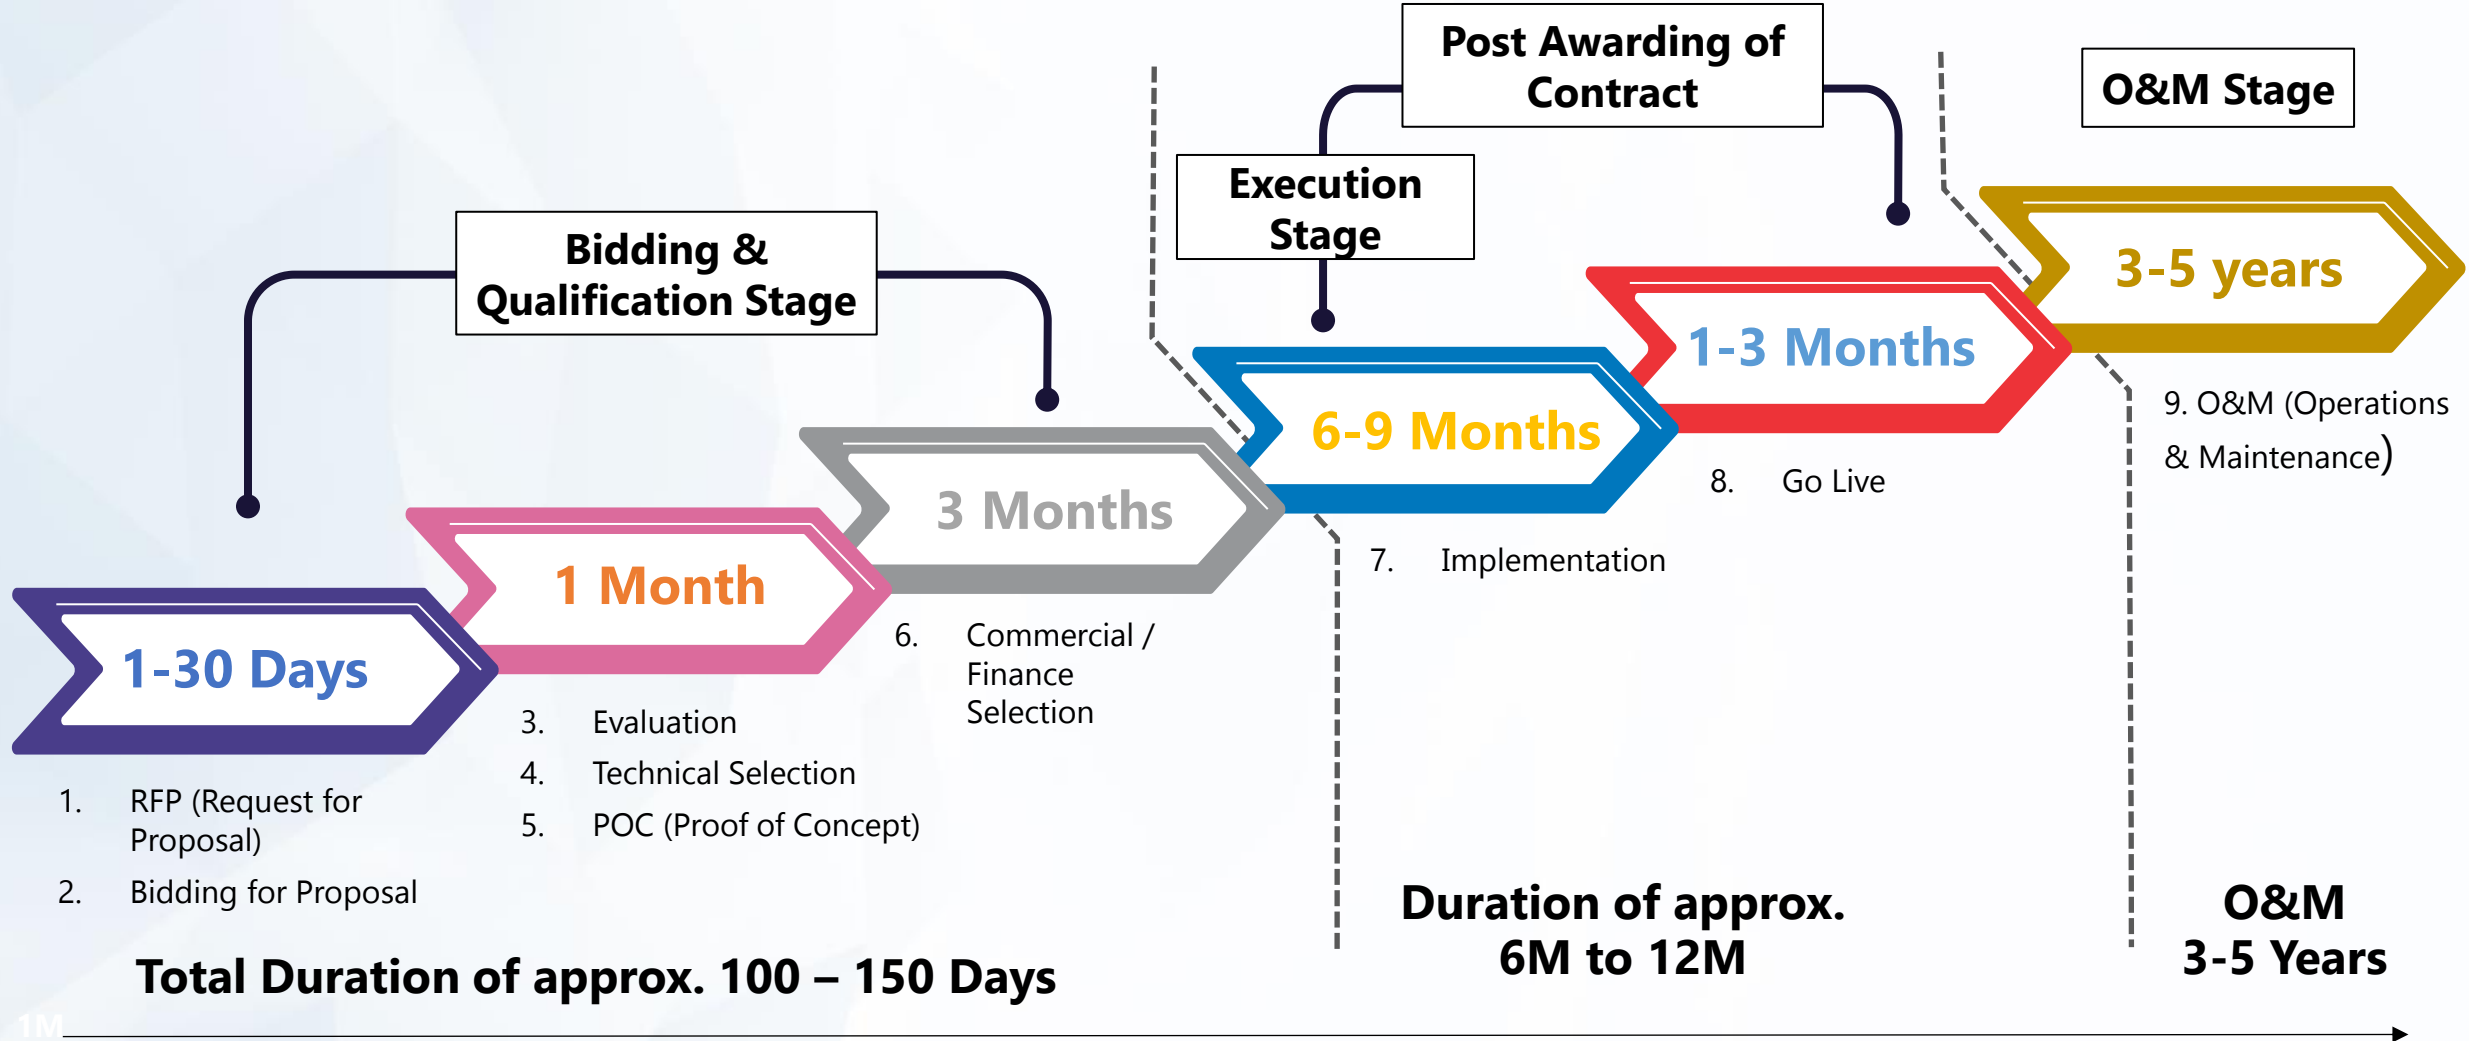 Post Awarding of
Contract
O&M Stage
Execution
Stage
Bidding &
Qualification Stage
3-5 years
1-3 Months
6-9 Months
3 Months
1 Month
1-30 Days
9. O&M (Operations
& Maintenance)
8. Go Live
7. Implementation
6. Commercial /
Finance
Selection
3. Evaluation
4. Technical Selection
5. POC (Proof of Concept)
1. RFP (Request for
Proposal)
2. Bidding for Proposal
Total Duration of approx. 100 – 150 Days
Duration of approx.
6M to 12M
O&M
3-5 Years
1M